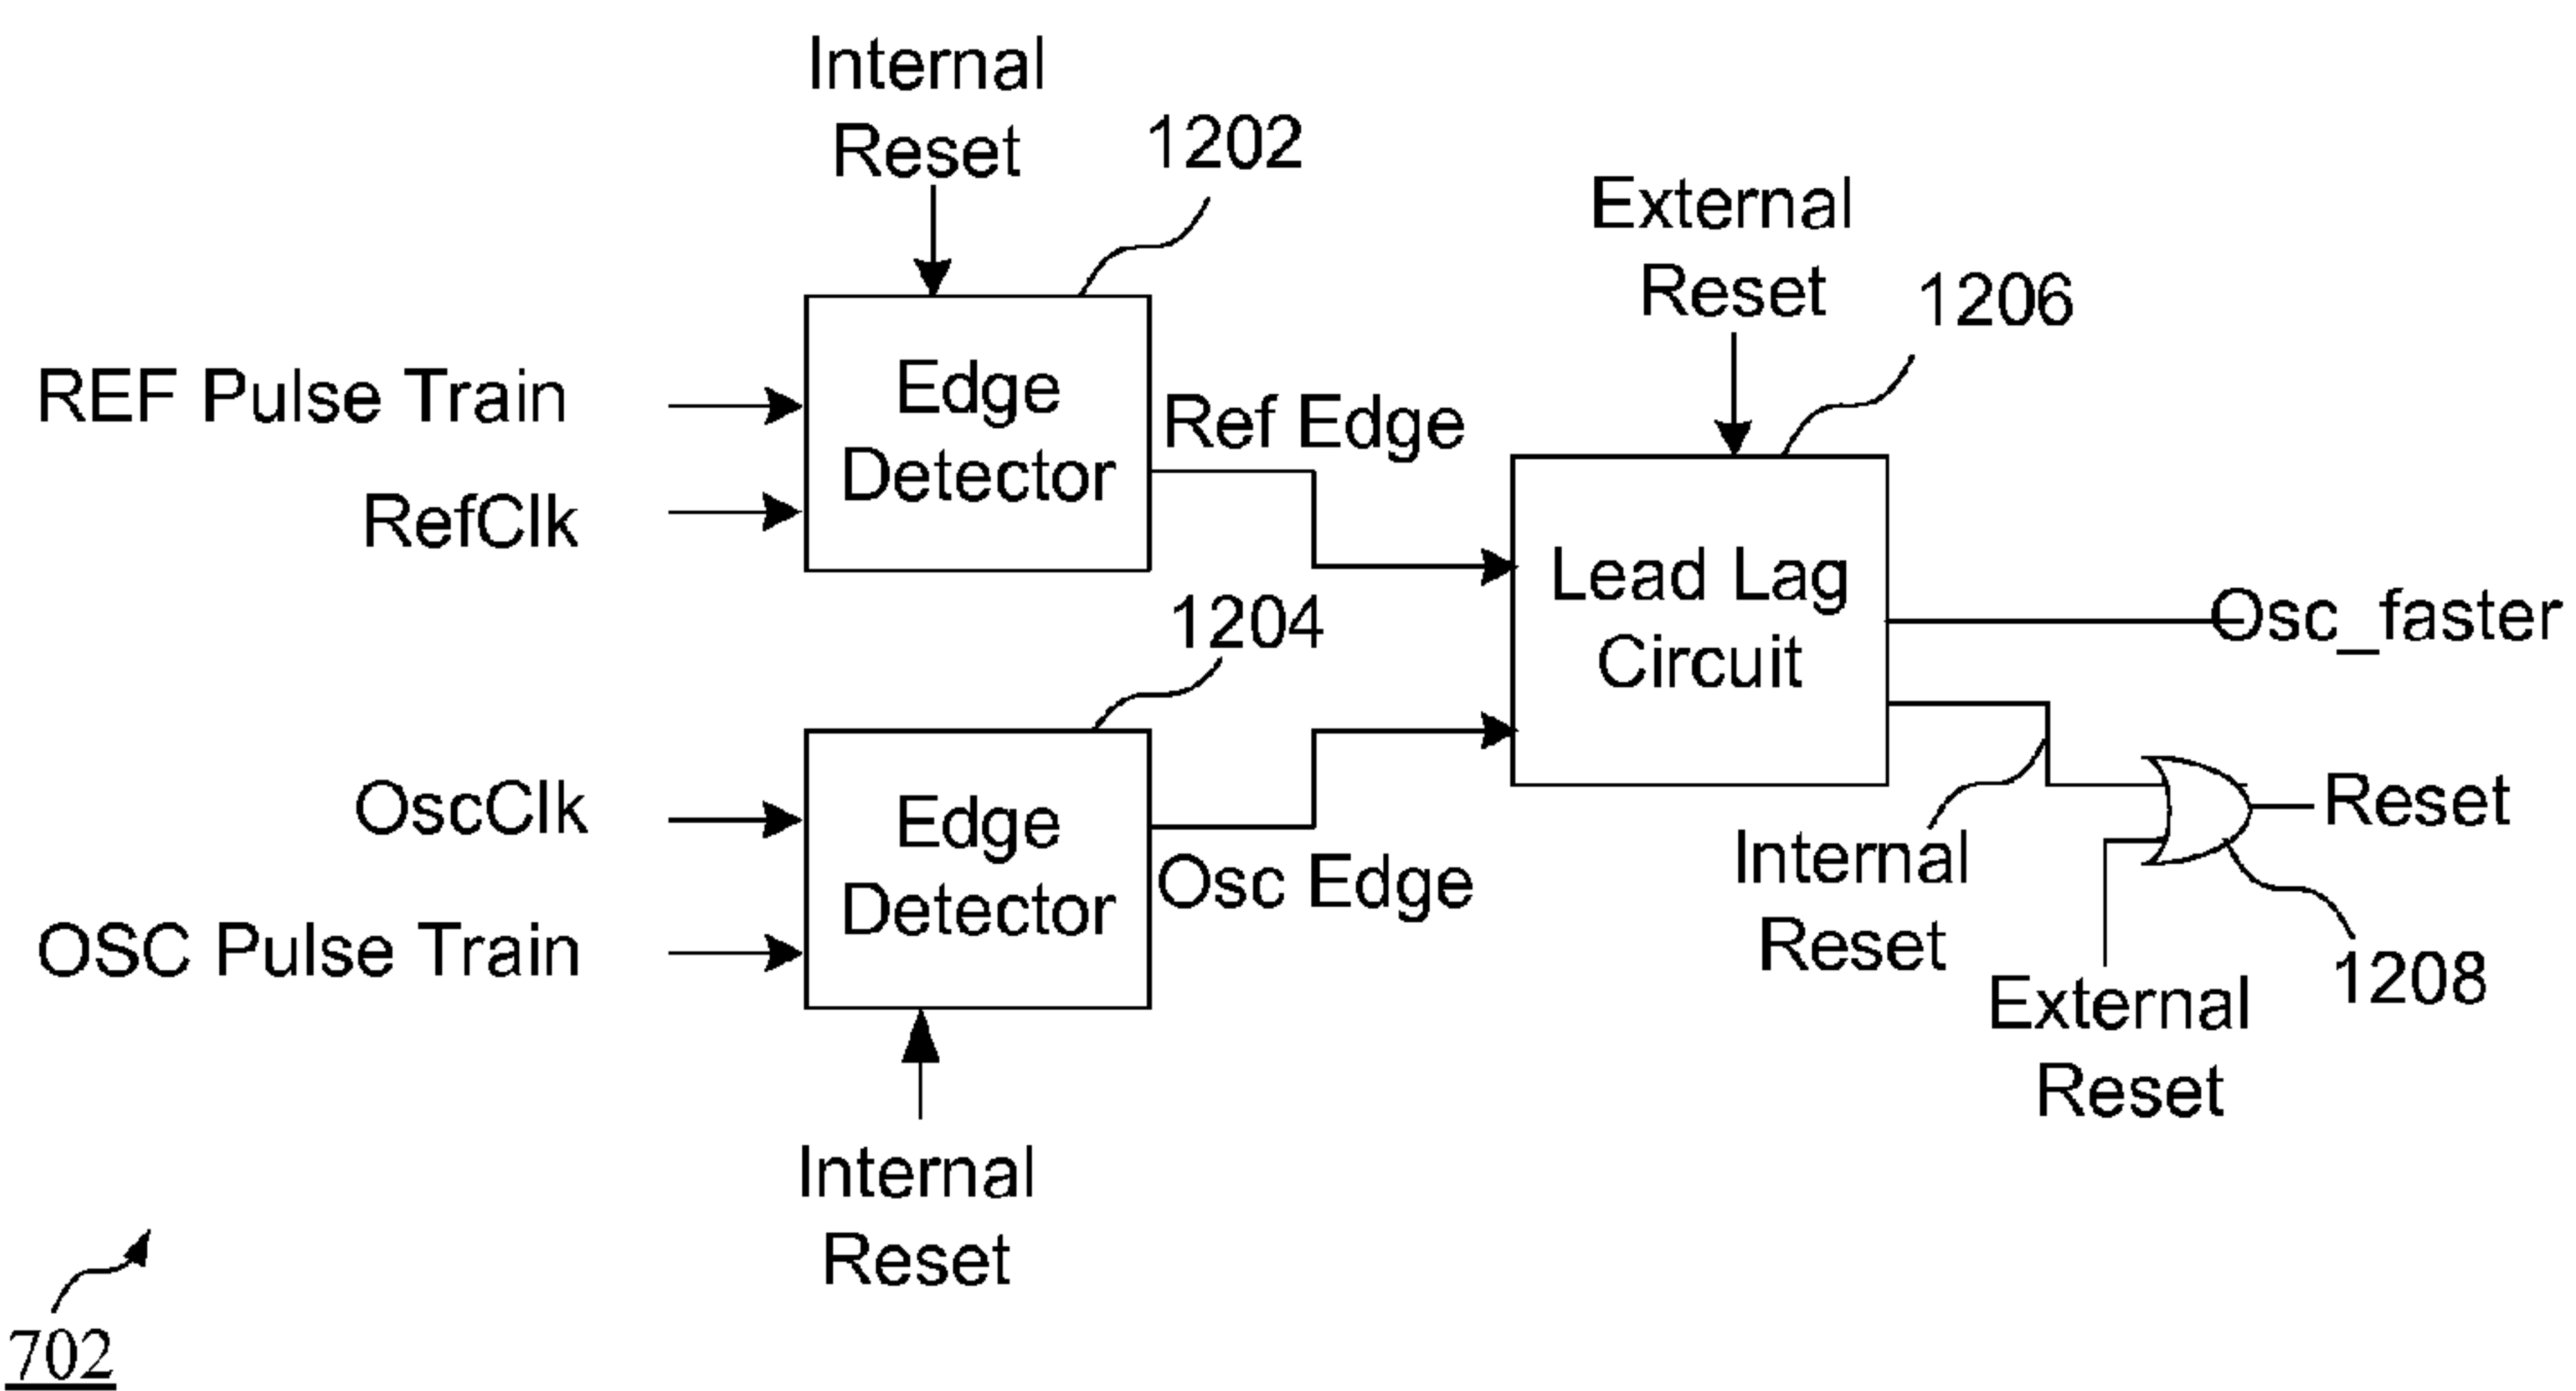 Internal
Reset
1202
External
Reset
1206
REF Pulse Train
RefClk
Edge
Detector
Ref Edge
Lead Lag
Circuit
Osc_faster
1204
OscClk
OSC Pulse Train
Edge
Detector
Osc Edge
Internal
Reset
Reset
External
Reset
1208
Internal
Reset
702